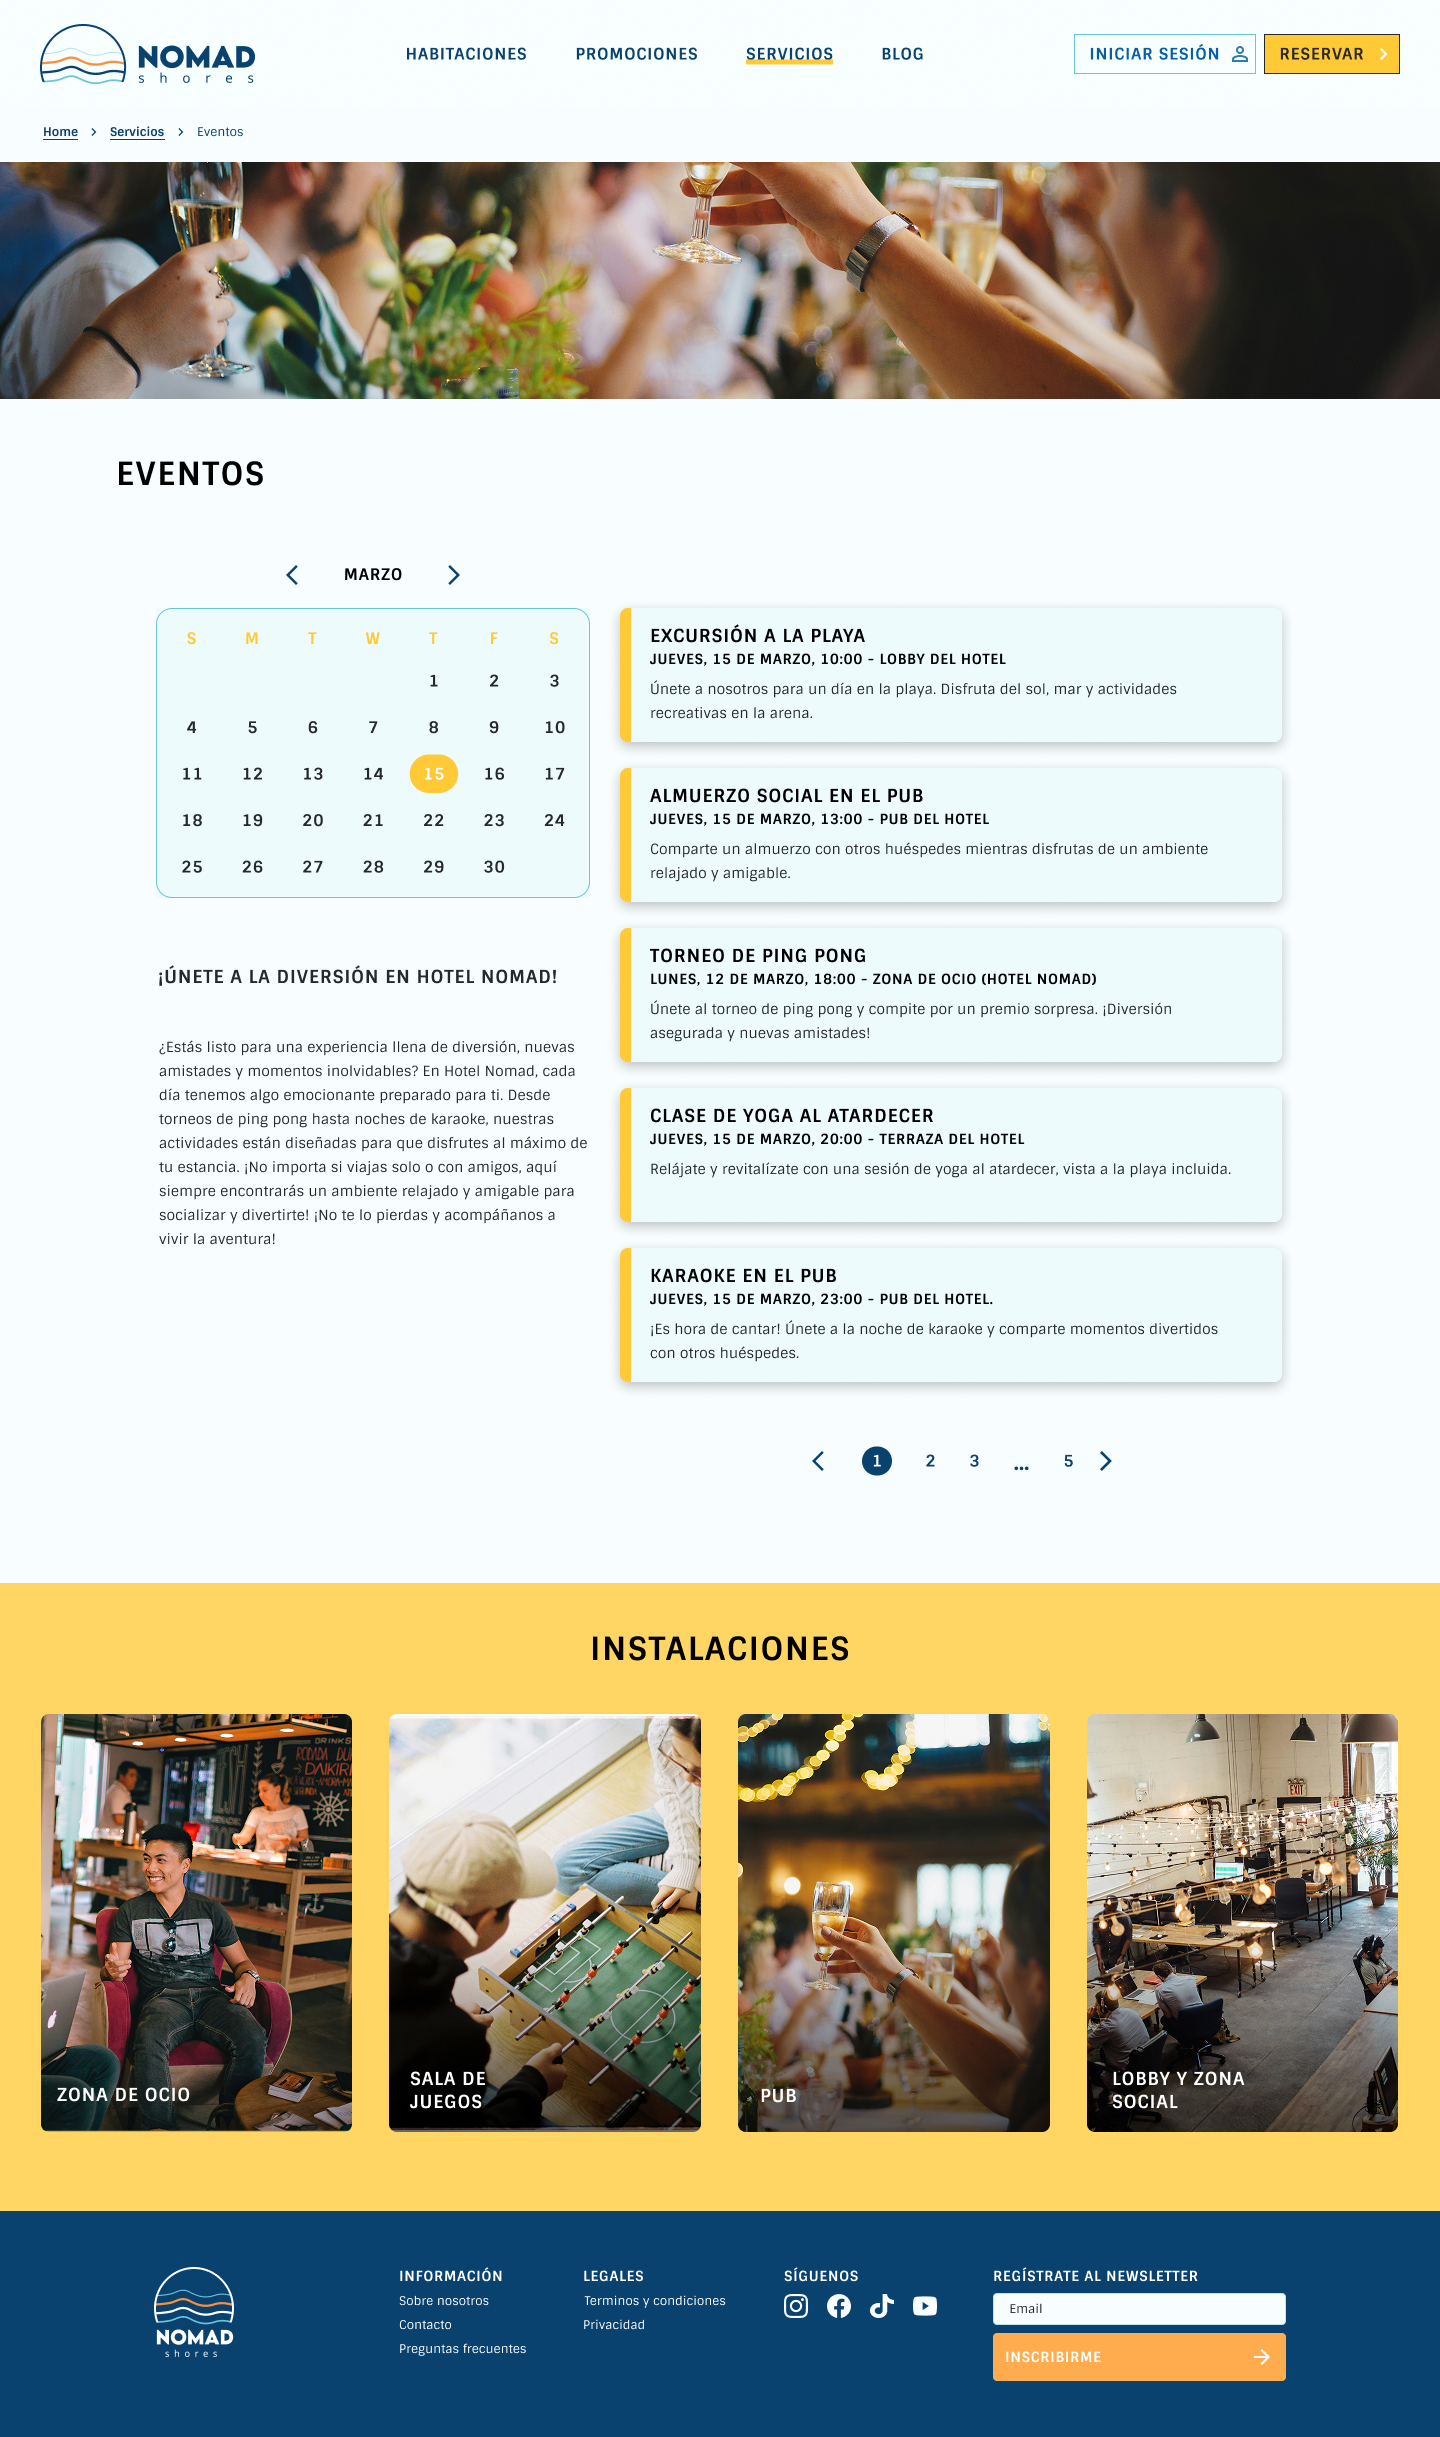 NOMAD
shores
HABITACIONES
PROMOCIONES
SERVICIOS
BLOG
INICIAR SESIÓN
RESERVAR
Home
Servicios
Eventos
EVENTOS
MARZO
S M T W T F S
1 2 3
4 5 6 7 8 9 10
11 12 13 14 15 16 17
18 19 20 21 22 23 24
25 26 27 28 29 30
¡ÚNETE A LA DIVERSIÓN EN HOTEL NOMAD!
¿Estás listo para una experiencia llena de diversión, nuevas
amistades y momentos inolvidables? En Hotel Nomad, cada
día tenemos algo emocionante preparado para ti. Desde
torneos de ping pong hasta noches de karaoke, nuestras
actividades están diseñadas para que disfrutes al máximo de
tu estancia. ¡No importa si viajas solo o con amigos, aquí
siempre encontrarás un ambiente relajado y amigable para
socializar y divertirte! ¡No te lo pierdas y acompáñanos a
vivir la aventura!
EXCURSIÓN A LA PLAYA
JUEVES, 15 DE MARZO, 10:00 - LOBBY DEL HOTEL
Únete a nosotros para un día en la playa. Disfruta del sol, mar y actividades
recreativas en la arena.
ALMUERZO SOCIAL EN EL PUB
JUEVES, 15 DE MARZO, 13:00 - PUB DEL HOTEL
Comparte un almuerzo con otros huéspedes mientras disfrutas de un ambiente
relajado y amigable.
TORNEO DE PING PONG
LUNES, 12 DE MARZO, 18:00 - ZONA DE OCIO (HOTEL NOMAD)
Únete al torneo de ping pong y compite por un premio sorpresa. ¡Diversión
asegurada y nuevas amistades!
CLASE DE YOGA AL ATARDECER
JUEVES, 15 DE MARZO, 20:00 - TERRAZA DEL HOTEL
Relájate y revitalízate con una sesión de yoga al atardecer, vista a la playa incluida.
KARAOKE EN EL PUB
JUEVES, 15 DE MARZO, 23:00 - PUB DEL HOTEL.
¡Es hora de cantar! Únete a la noche de karaoke y comparte momentos divertidos
con otros huéspedes.
1 2 3 ... 5
INSTALACIONES
DRINKS
DAIKIRI
EXIT
ZONA DE OCIO
SALA DE
JUEGOS
PUB
LOBBY Y ZONA
SOCIAL
NOMAD
shores
INFORMACIÓN
Sobre nosotros
Contacto
Preguntas frecuentes
LEGALES
Terminos y condiciones
Privacidad
SÍGUENOS
REGÍSTRATE AL NEWSLETTER
Email
INSCRIBIRME